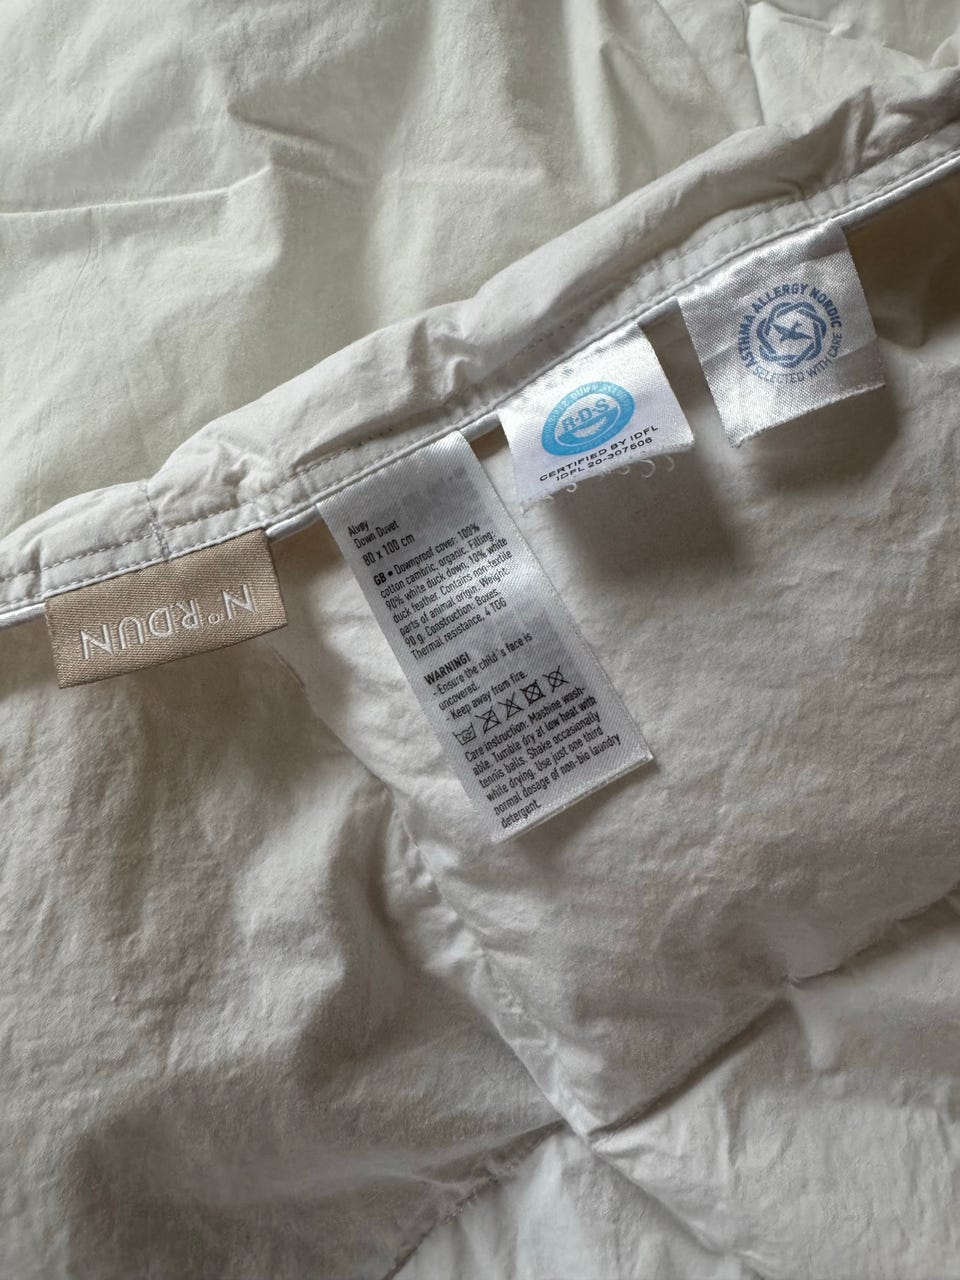 NORDUN
Alvey
Down Duvet
80 x 100 cm
GB • Downproof cover: 100%
cotton cambric, organic. Filling:
90% white duck down, 10% white
duck feather. Contains non-textile
parts of animal origin. Weight:
90 g. Construction: Boxes.
Thermal resistance. 4 TOG
WARNING!
- Ensure the child´s face is
uncovered
- Keep away from fire.
60°
Care instruction: Machine wash-
able. Tumble dry at low heat with
tennis balls. Shake occasionally
while drying. Use just one third
normal dosage of non-bio laundry
detergent.
R·D·S
CERTIFIED BY IDFL
IDFL 20-307506
ASTHMA ALLERGY NORDIC
SELECTED WITH CARE